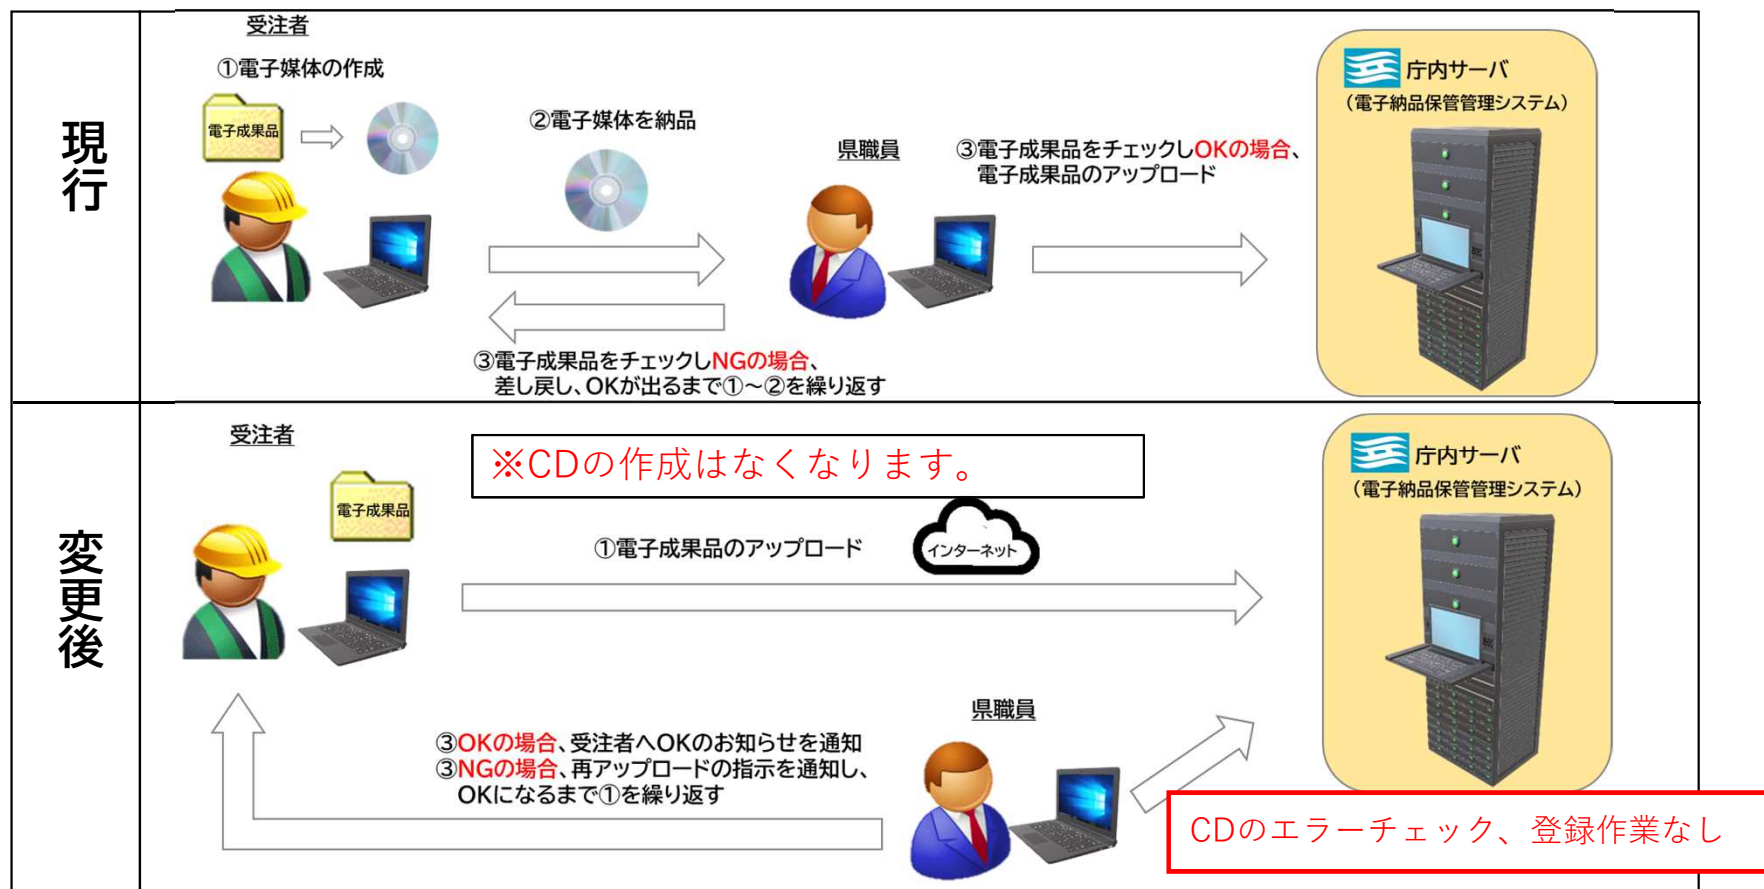 現行
受注者
①電子媒体の作成
電子成果品
②電子媒体を納品
県職員
③電子成果品をチェックしOKの場合、
電子成果品のアップロード
庁内サーバ
（電子納品保管管理システム）
③電子成果品をチェックしNGの場合、
差し戻し、OKが出るまで①～②を繰り返す
変更後
受注者
電子成果品
※CDの作成はなくなります。
①電子成果品のアップロード
インターネット
庁内サーバ
（電子納品保管管理システム）
県職員
③OKの場合、受注者へOKのお知らせを通知
③NGの場合、再アップロードの指示を通知し、
OKになるまで①を繰り返す
CDのエラーチェック、登録作業なし